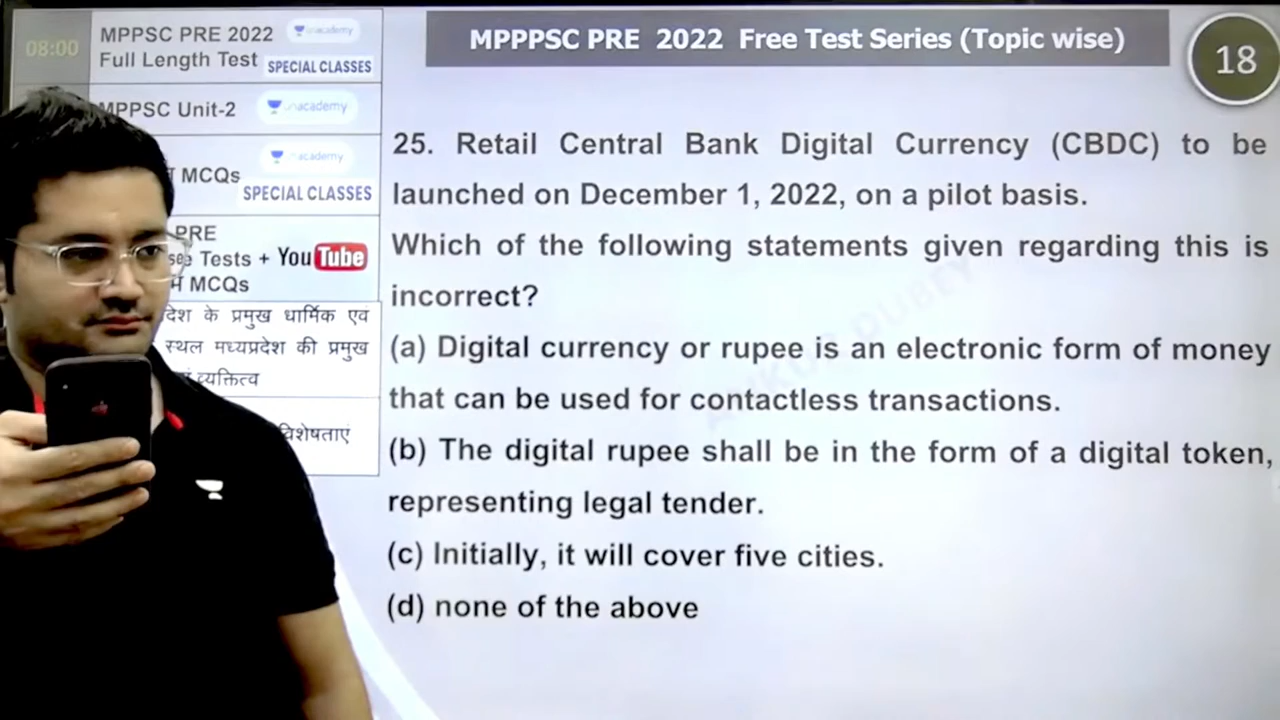 08:00
MPPSC PRE 2022
Full Length Test
unacademy
SPECIAL CLASSES
MPPSC Unit-2
unacademy
MCQs
unacademy
SPECIAL CLASSES
PRE
Tests + YouTube
MCQs
के प्रमुख धार्मिक एवं
स्थल मध्यप्रदेश की प्रमुख
व्यक्तित्व
विशेषताएं
MPPPSC PRE 2022 Free Test Series (Topic wise)
18
25. Retail Central Bank Digital Currency (CBDC) to be
launched on December 1, 2022, on a pilot basis.
Which of the following statements given regarding this is
incorrect?
(a) Digital currency or rupee is an electronic form of money
that can be used for contactless transactions.
(b) The digital rupee shall be in the form of a digital token,
representing legal tender.
(c) Initially, it will cover five cities.
(d) none of the above
ANKUR DUBEY